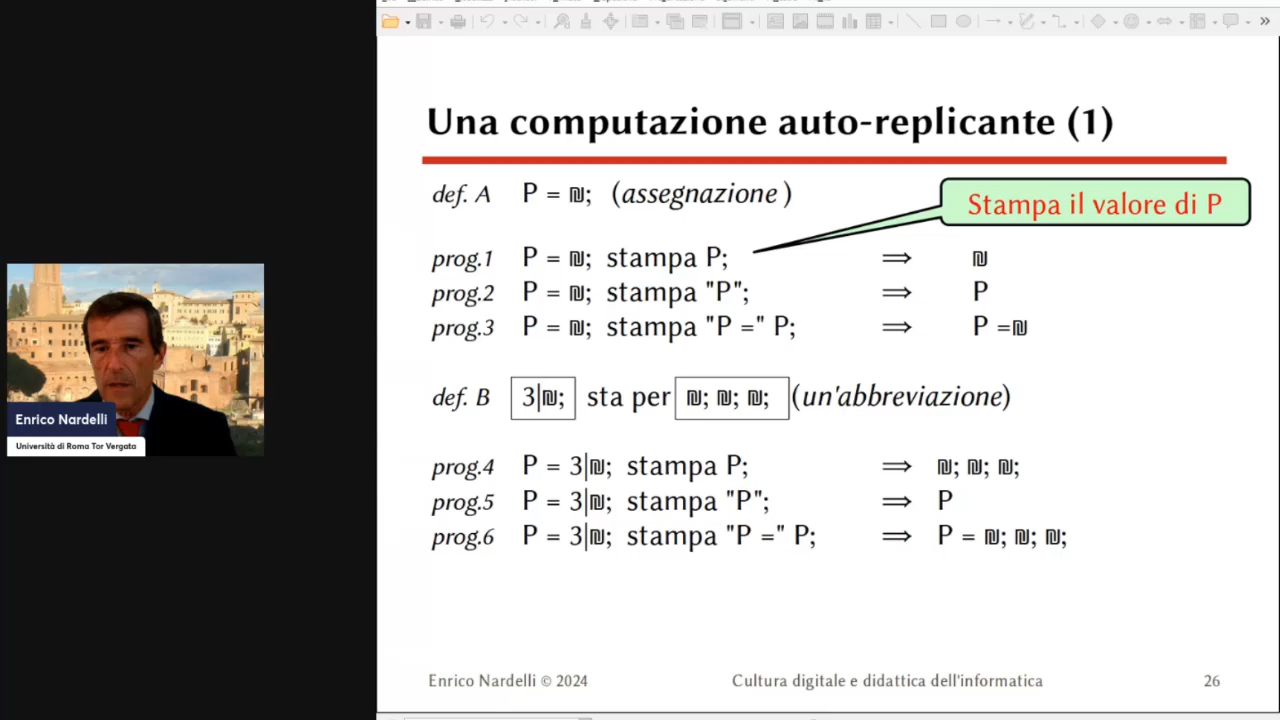 Una computazione auto-replicante (1)
def. A P = ₪; (assegnazione )
Stampa il valore di P
prog.1 P = ₪; stampa P; ⟹ ₪
prog.2 P = ₪; stampa "P"; ⟹ P
prog.3 P = ₪; stampa "P =" P; ⟹ P =₪
def. B 3|₪; sta per ₪; ₪; ₪; (un'abbreviazione)
prog.4 P = 3|₪; stampa P; ⟹ ₪; ₪; ₪;
prog.5 P = 3|₪; stampa "P"; ⟹ P
prog.6 P = 3|₪; stampa "P =" P; ⟹ P = ₪; ₪; ₪;
Enrico Nardelli
Università di Roma Tor Vergata
Enrico Nardelli © 2024 Cultura digitale e didattica dell'informatica 26